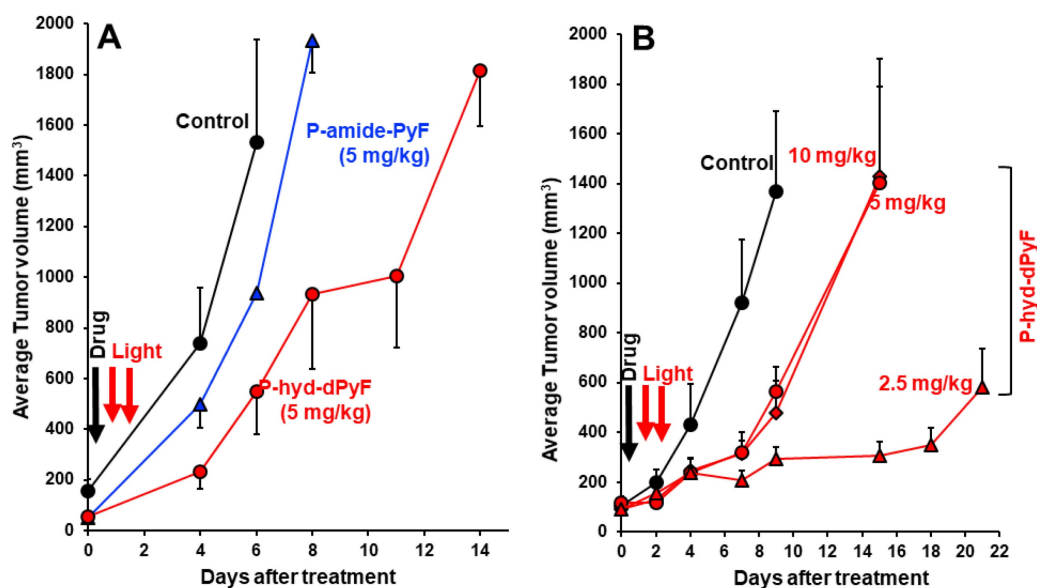 A
Average Tumor volume (mm³)
2000
1800
1600
1400
1200
1000
800
600
400
200
0
Control
P-amide-PyF
(5 mg/kg)
Drug
Light
P-hyd-dPyF
(5 mg/kg)
0 2 4 6 8 10 12 14
Days after treatment
B
Average Tumor volume (mm³)
2000
1800
1600
1400
1200
1000
800
600
400
200
0
Control
10 mg/kg
5 mg/kg
P-hyd-dPyF
Drug
Light
2.5 mg/kg
0 2 4 6 8 10 12 14 16 18 20 22
Days after treatment